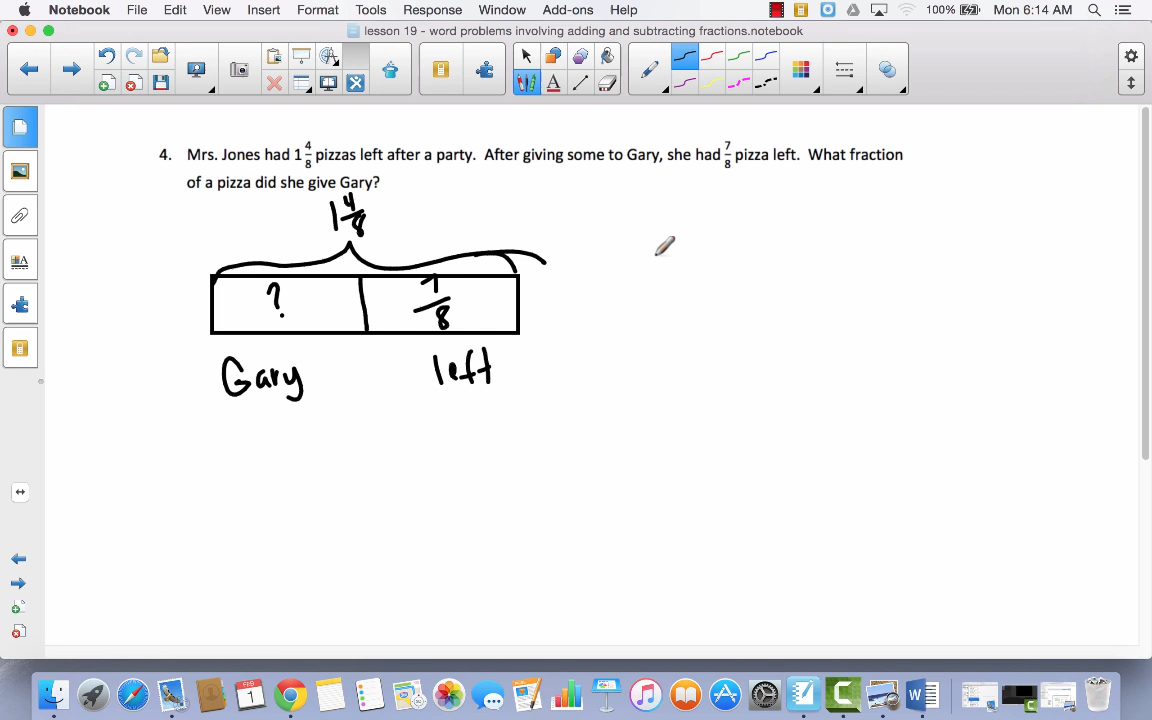 Notebook File Edit View Insert Format Tools Response Window Add-ons Help 100% Mon 6:14 AM
lesson 19 - word problems involving adding and subtracting fractions.notebook
4. Mrs. Jones had 1 4/8 pizzas left after a party. After giving some to Gary, she had 7/8 pizza left. What fraction
of a pizza did she give Gary?
1 4/8
? 7/8
Gary left
FEB
1
W